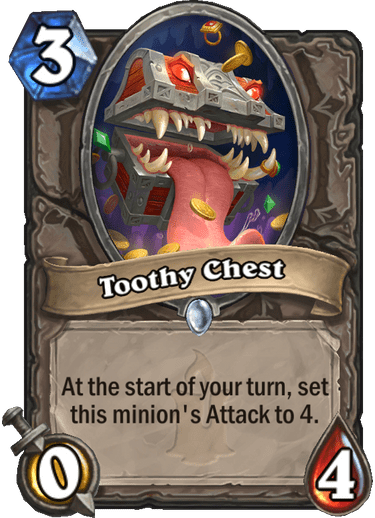 3
Toothy Chest
At the start of your turn, set
this minion's Attack to 4.
0
4